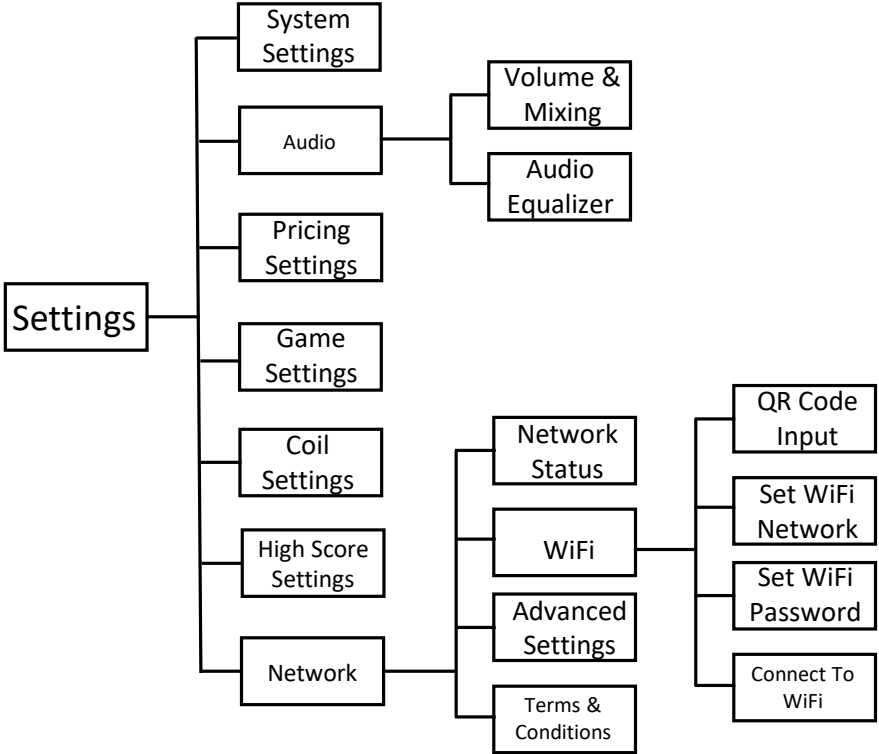 System
Settings
Audio
Volume &
Mixing
Audio
Equalizer
Pricing
Settings
Settings
Game
Settings
Coil
Settings
High Score
Settings
Network
Network
Status
WiFi
Advanced
Settings
Terms &
Conditions
QR Code
Input
Set WiFi
Network
Set WiFi
Password
Connect To
WiFi